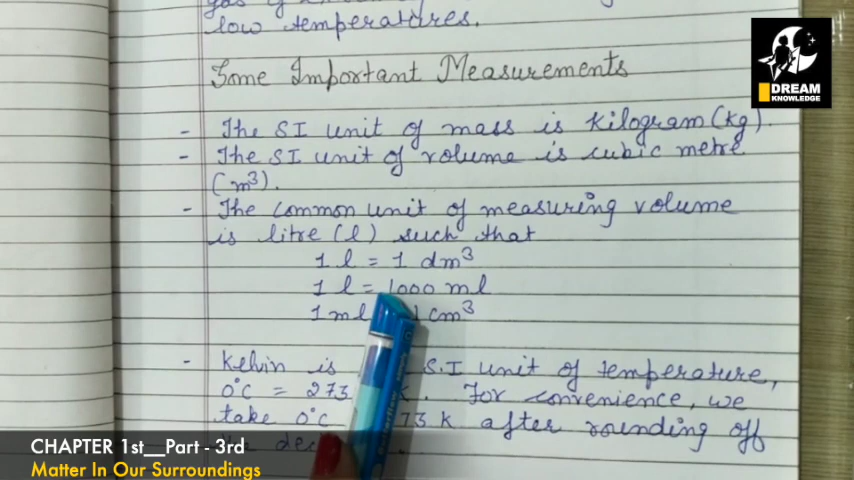 low temperatures.
Some Important Measurements
- The SI unit of mass is kilogram (kg).
- The SI unit of volume is cubic metre
(m³).
- The common unit of measuring volume
is litre (l) such that
1 l = 1 dm³
1 l = 1000 ml
1 ml 1 cm³
- Kelvin is S.I unit of temperature,
0°C = 273 K. For convenience, we
take 0°C 73 K after rounding off
DREAM
KNOWLEDGE
CHAPTER 1st__Part - 3rd
Matter In Our Surroundings